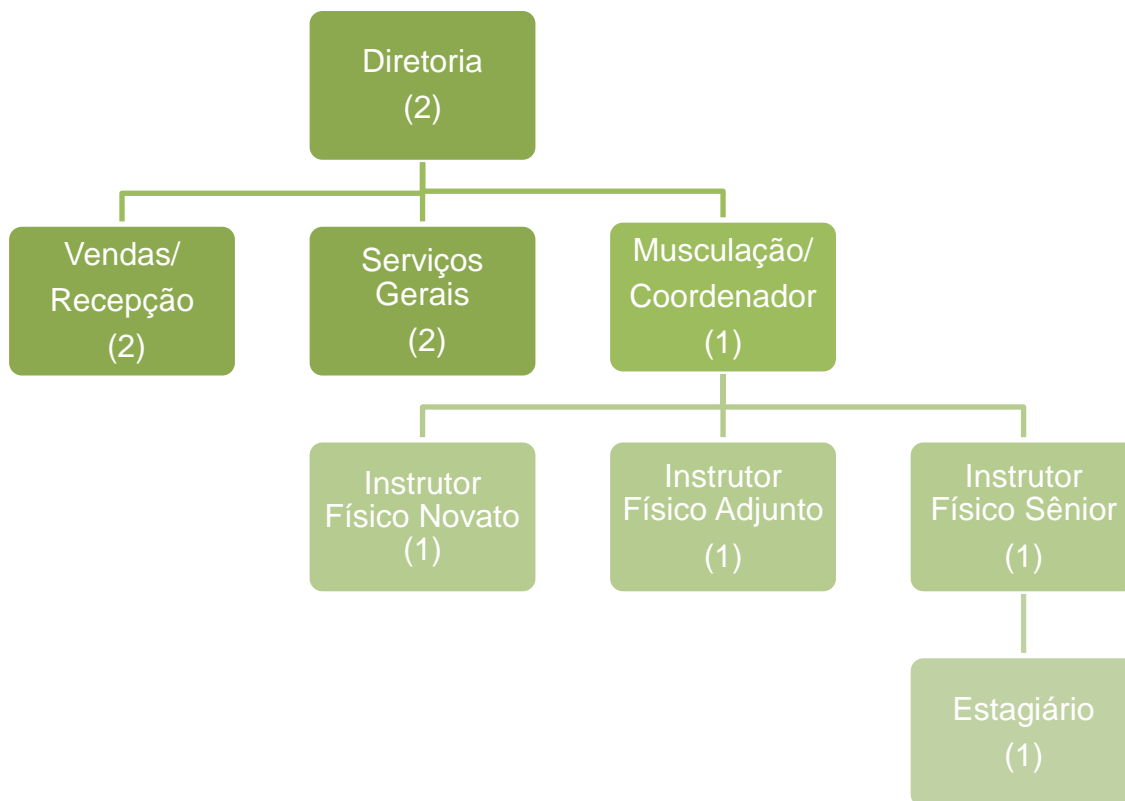 Diretoria
(2)
Vendas/
Recepção
(2)
Serviços
Gerais
(2)
Musculação/
Coordenador
(1)
Instrutor
Físico Novato
(1)
Instrutor
Físico Adjunto
(1)
Instrutor
Físico Sênior
(1)
Estagiário
(1)